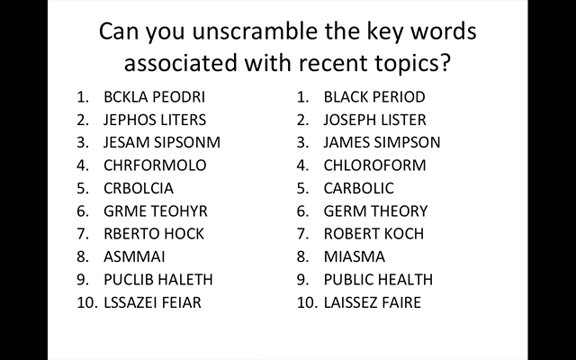 Can you unscramble the key words
associated with recent topics?
1. BCKLA PEODRI
2. JEPHOS LITERS
3. JESAM SIPSONM
4. CHRFORMOLO
5. CRBOLCIA
6. GRME TEOHYR
7. RBERTO HOCK
8. ASMMAI
9. PUCLIB HALETH
10. LSSAZEI FEIAR
1. BLACK PERIOD
2. JOSEPH LISTER
3. JAMES SIMPSON
4. CHLOROFORM
5. CARBOLIC
6. GERM THEORY
7. ROBERT KOCH
8. MIASMA
9. PUBLIC HEALTH
10. LAISSEZ FAIRE